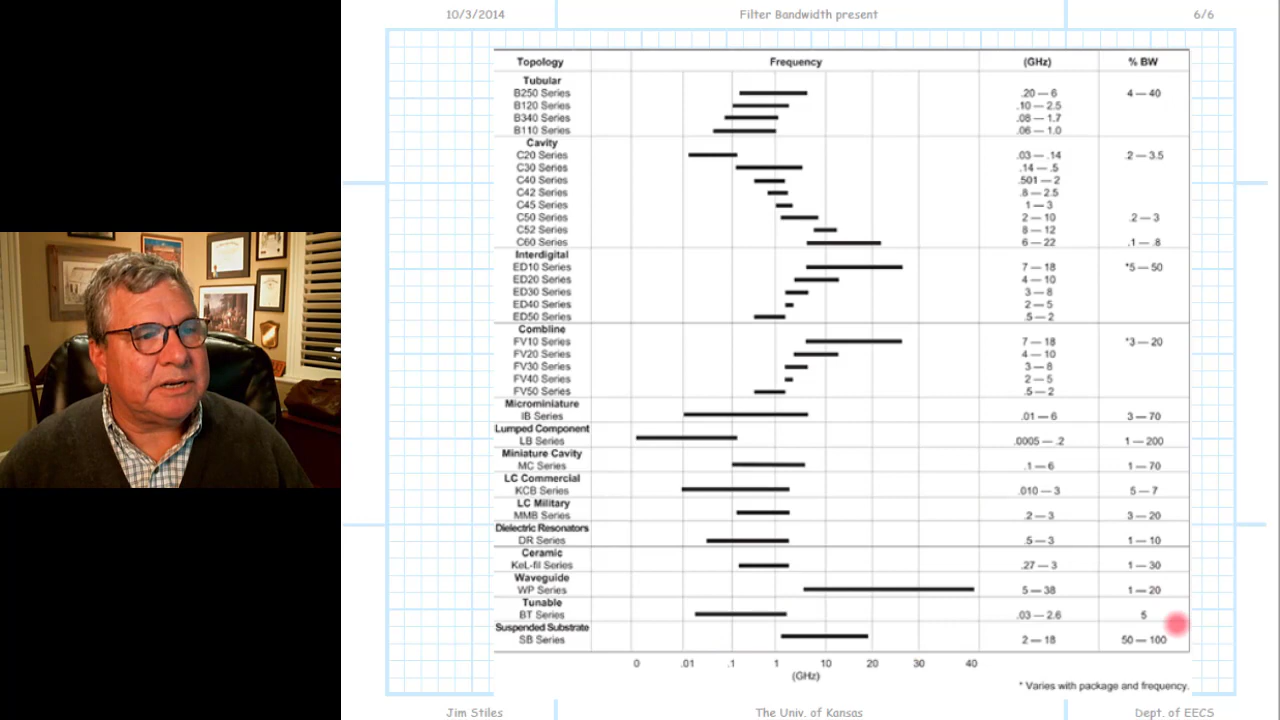 10/3/2014 Filter Bandwidth present 6/6
Topology Frequency (GHz) % BW
Tubular
B250 Series .20 — 6 4 — 40
B120 Series .10 — 2.5
B340 Series .08 — 1.7
B110 Series .06 — 1.0
Cavity
C20 Series .03 — .14 .2 — 3.5
C30 Series .14 — .5
C40 Series .501 — 2
C42 Series .8 — 2.5
C45 Series 1 — 3
C50 Series 2 — 10 .2 — 3
C52 Series 8 — 12
C60 Series 6 — 22 .1 — .8
Interdigital
ED10 Series 7 — 18 *5 — 50
ED20 Series 4 — 10
ED30 Series 3 — 8
ED40 Series 2 — 5
ED50 Series .5 — 2
Combline
FV10 Series 7 — 18 *3 — 20
FV20 Series 4 — 10
FV30 Series 3 — 8
FV40 Series 2 — 5
FV50 Series .5 — 2
Microminiature
IB Series .01 — 6 3 — 70
Lumped Component
LB Series .0005 — .2 1 — 200
Miniature Cavity
MC Series .1 — 6 1 — 70
LC Commercial
KCB Series .010 — 3 5 — 7
LC Military
MMB Series .2 — 3 3 — 20
Dielectric Resonators
DR Series .5 — 3 1 — 10
Ceramic
KeL-fil Series .27 — 3 1 — 30
Waveguide
WP Series 5 — 38 1 — 20
Tunable
BT Series .03 — 2.6 5
Suspended Substrate
SB Series 2 — 18 50 — 100
0 .01 .1 1 10 20 30 40
(GHz)
* Varies with package and frequency.
Jim Stiles The Univ. of Kansas Dept. of EECS